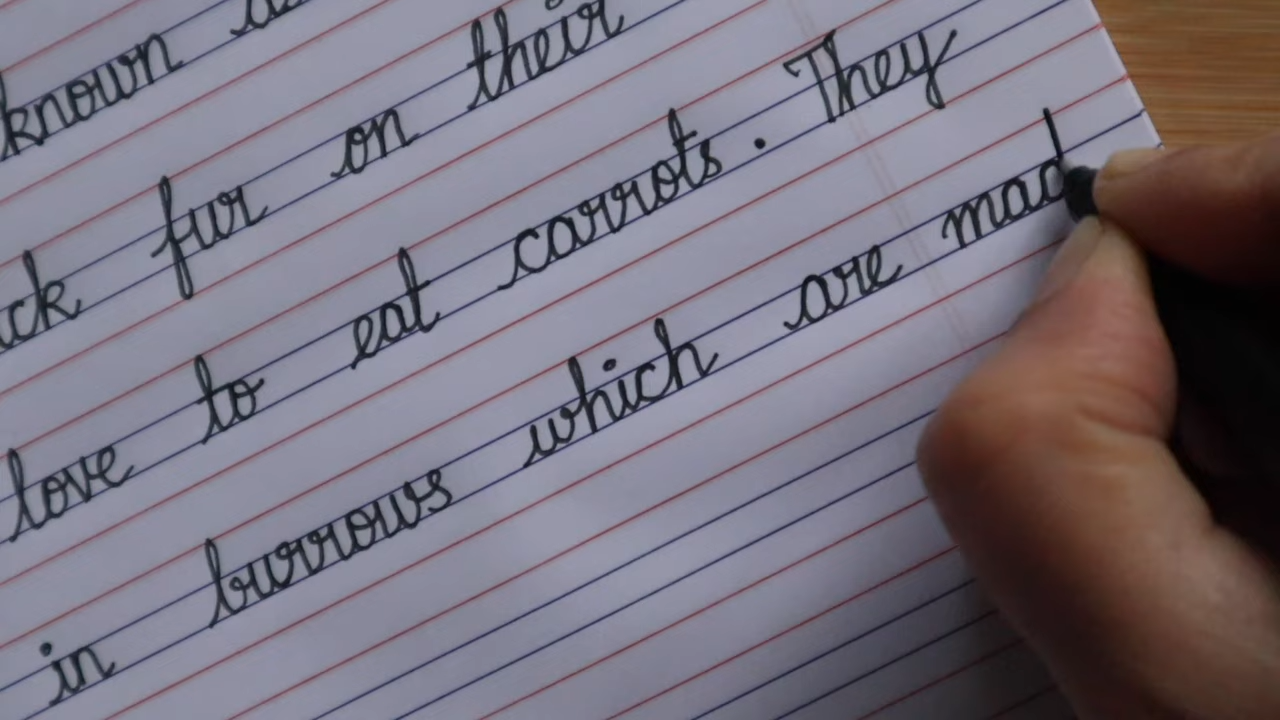 known
ck fur on their
love to eat carrots. They
in burrows which are mad